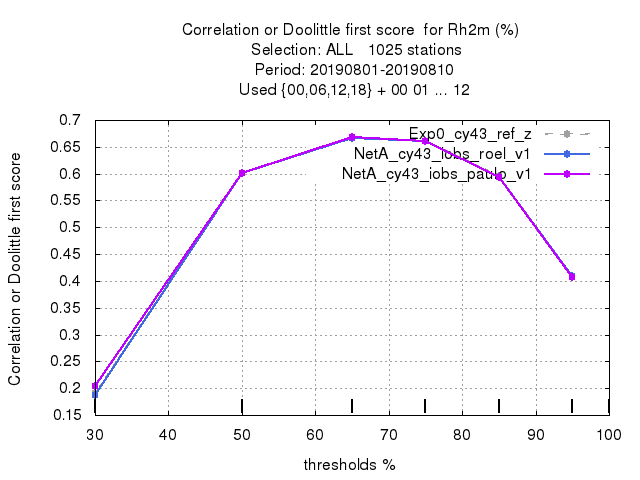 Correlation or Doolittle first score  for Rh2m (%)
Selection: ALL   1025 stations
Period: 20190801-20190810
Used {00,06,12,18} + 00 01 ... 12
Correlation or Doolittle first score
0.7
0.65
0.6
0.55
0.5
0.45
0.4
0.35
0.3
0.25
0.2
0.15
Exp0_cy43_ref_z
NetA_cy43_iobs_roel_v1
NetA_cy43_iobs_paulo_v1
30 40 50 60 70 80 90 100
thresholds %